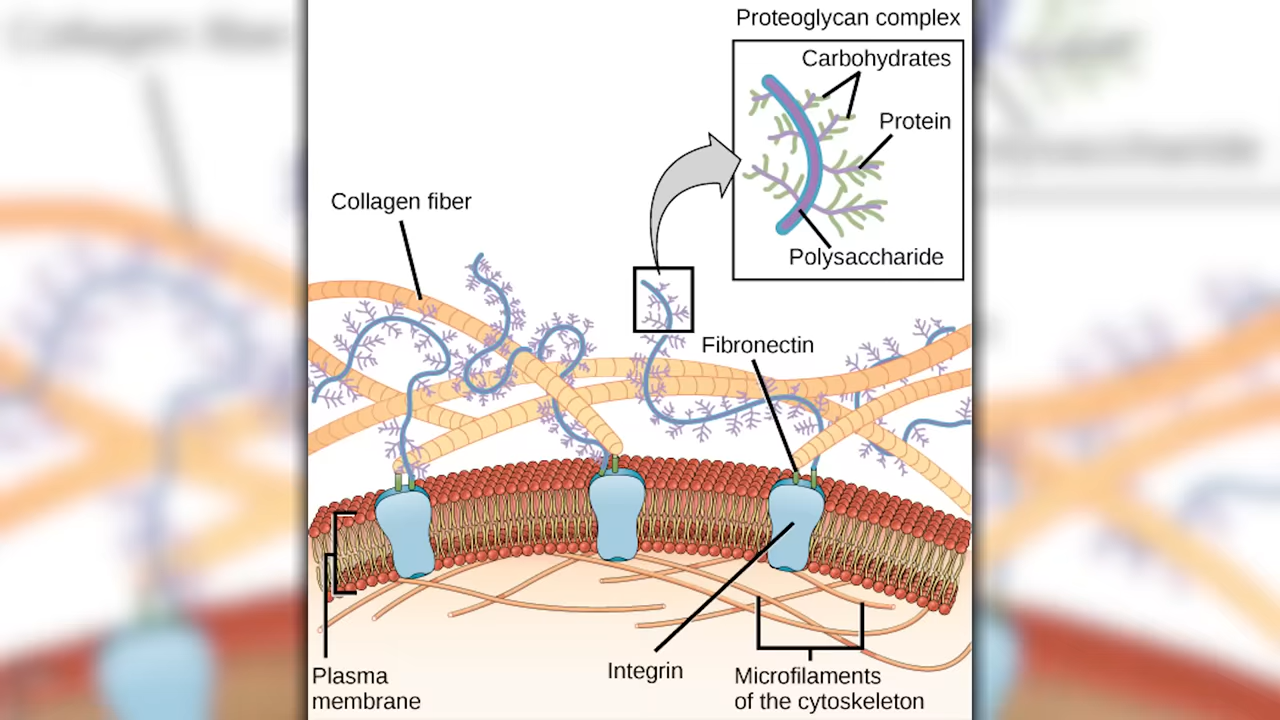 Proteoglycan complex
Carbohydrates
Protein
Polysaccharide
Collagen fiber
Fibronectin
Integrin
Plasma
membrane
Microfilaments
of the cytoskeleton